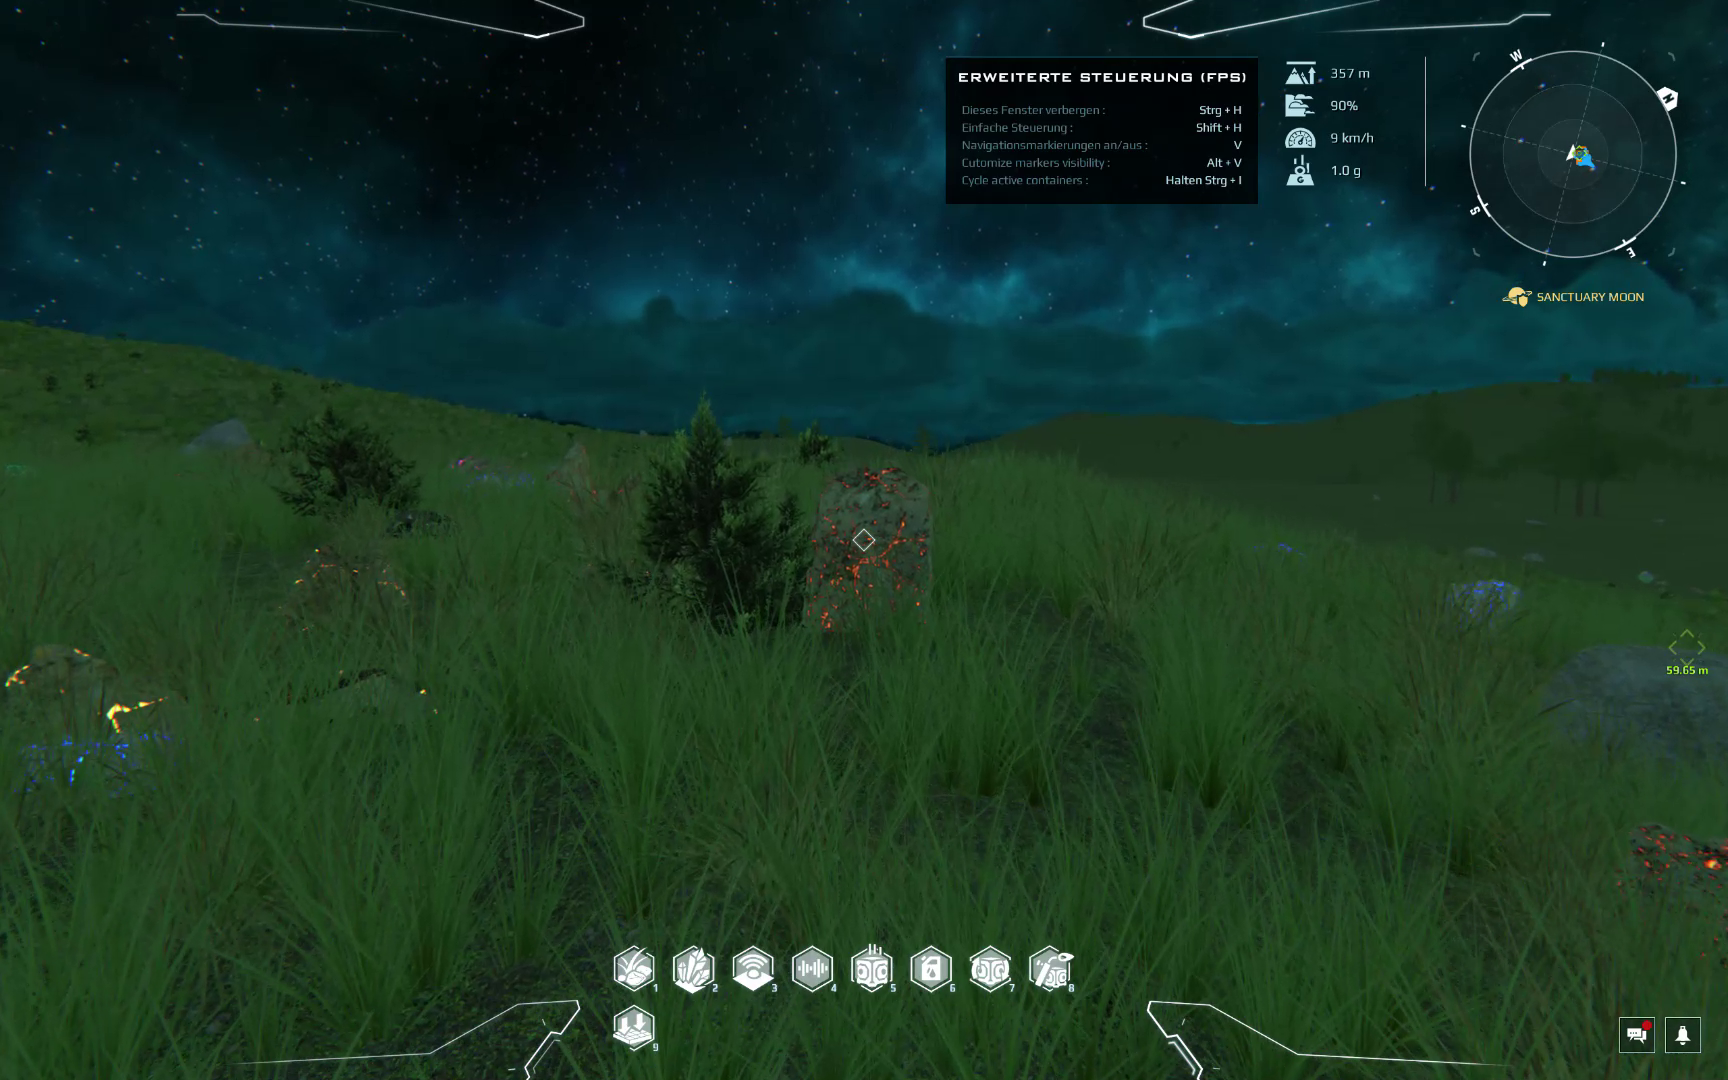 ERWEITERTE STEUERUNG (FPS)
Dieses Fenster verbergen : Strg + H
Einfache Steuerung : Shift + H
Navigationsmarkierungen an/aus : V
Cutomize markers visibility : Alt + V
Cycle active containers : Halten Strg + I
357 m
90%
9 km/h
1.0 g
G
W
N
S
E
SANCTUARY MOON
59.65 m
1
2
3
4
5
6
7
8
9